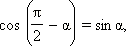 cos (π/2 − α) = sin α,